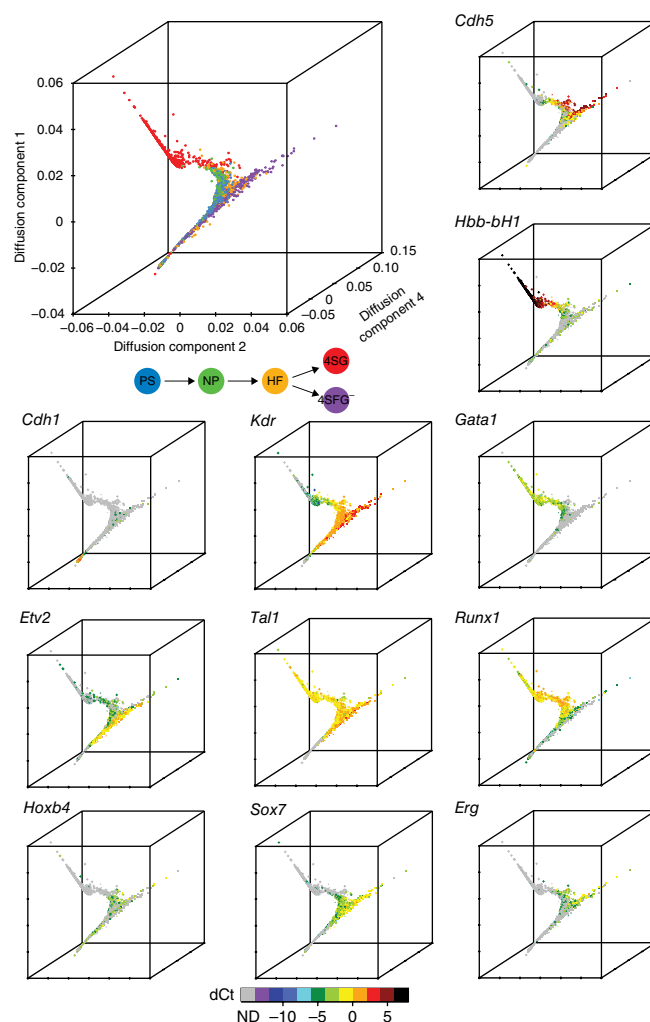 Cdh5
0.06
0.04
0.02
0
−0.02
−0.04
Diffusion component 1
−0.06
−0.04
−0.02
0
0.02
0.04
0.06
Diffusion component 2
−0.05
0
0.05
0.10
0.15
Diffusion component 4
Hbb-bH1
PS
NP
HF
4SG
4SFG−
Cdh1
Kdr
Gata1
Etv2
Tal1
Runx1
Hoxb4
Sox7
Erg
dCt
ND −10 −5 0 5